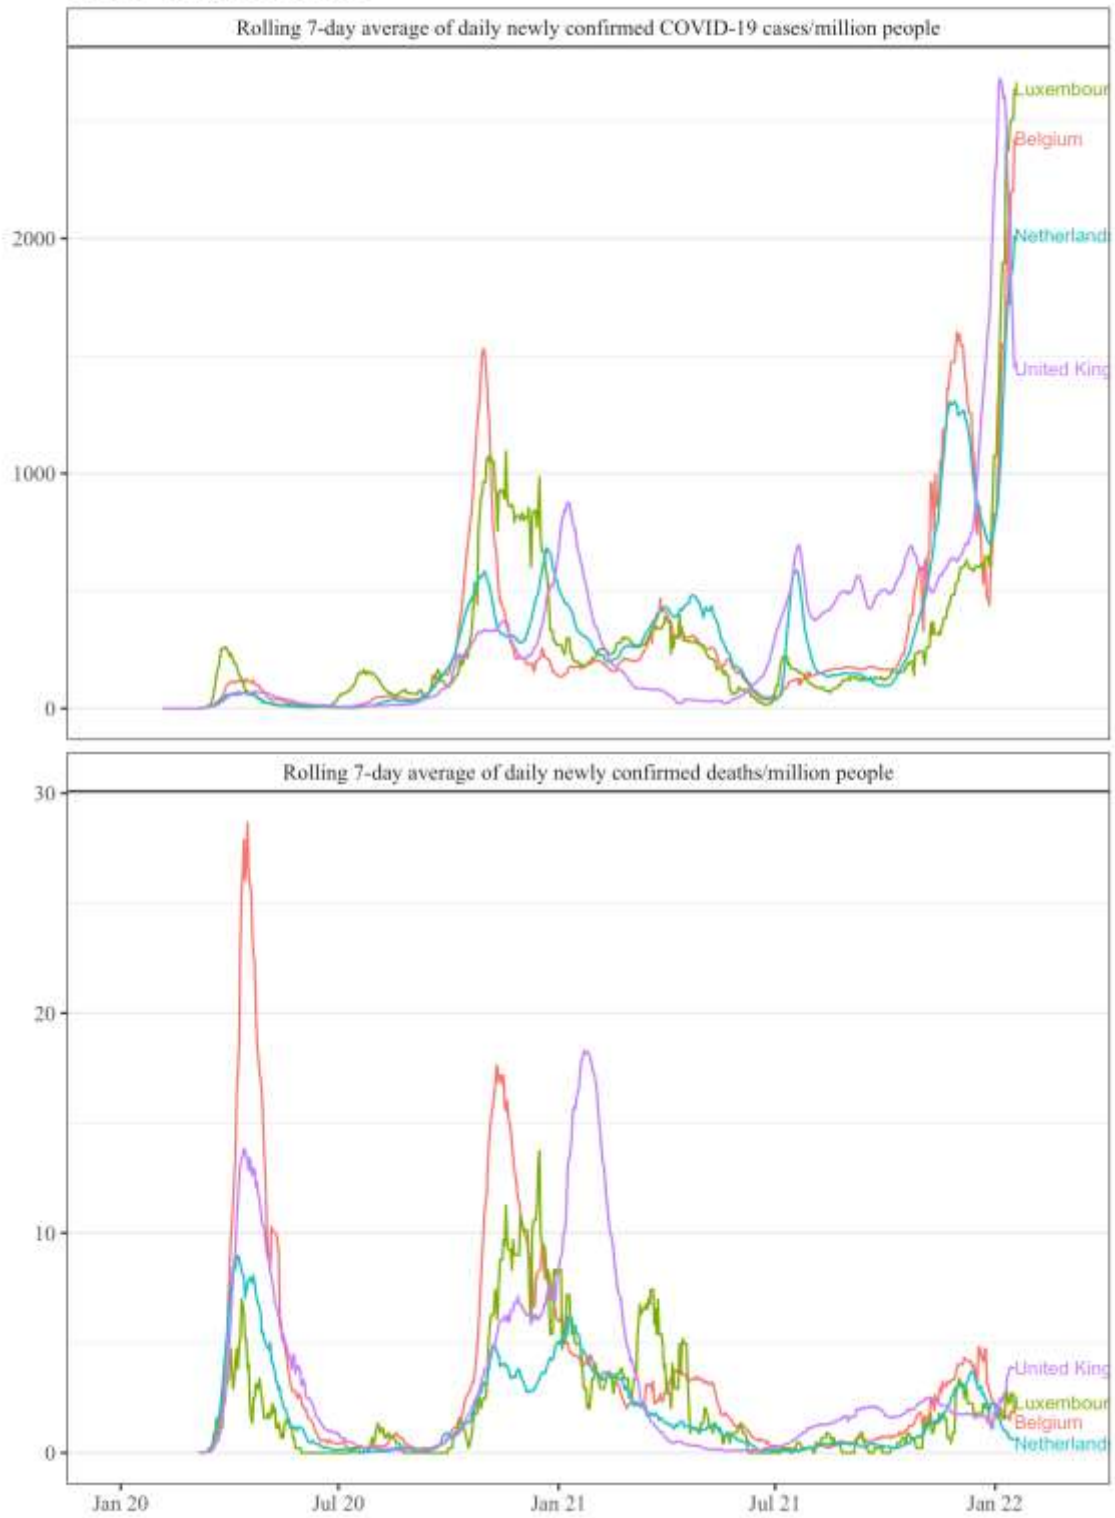 Rolling 7-day average of daily newly confirmed COVID-19 cases/million people
Luxembour
Belgium
2000
Netherland
United King
1000
0
Rolling 7-day average of daily newly confirmed deaths/million people
30
20
10
United King
Luxembour
Belgium
Netherland
0
Jan 20 Jul 20 Jan 21 Jul 21 Jan 22